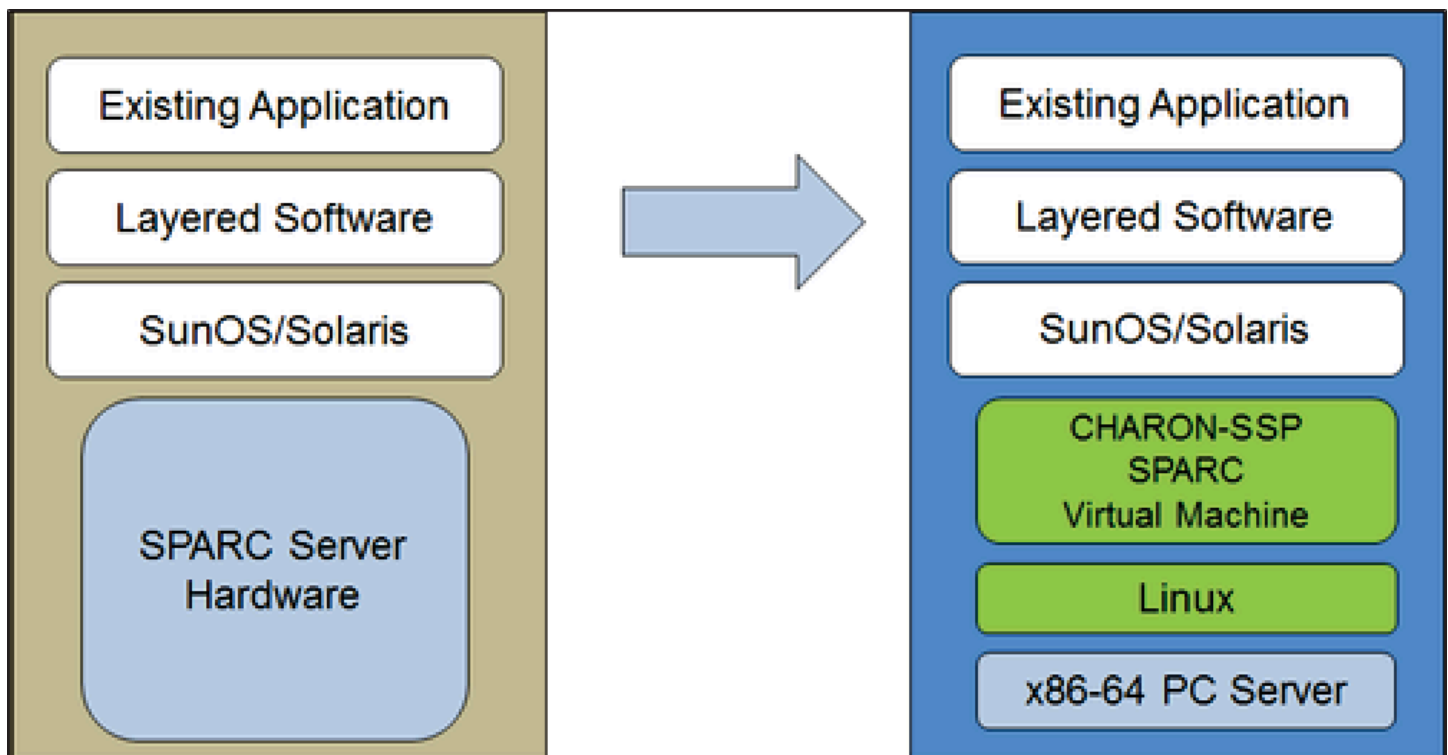 Existing Application
Layered Software
SunOS/Solaris
SPARC Server
Hardware
Existing Application
Layered Software
SunOS/Solaris
CHARON-SSP
SPARC
Virtual Machine
Linux
x86-64 PC Server